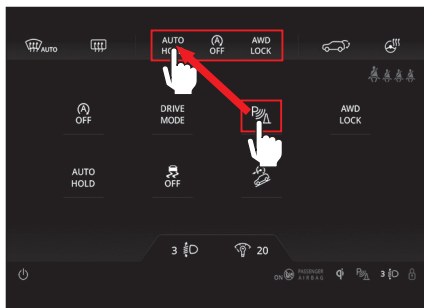 AUTO
AUTO
HOLD
(A)
OFF
AWD
LOCK
(A)
OFF
DRIVE
MODE
P
AWD
LOCK
AUTO
HOLD
OFF
3
20
ON
PASSENGER
AIRBAG
P
3